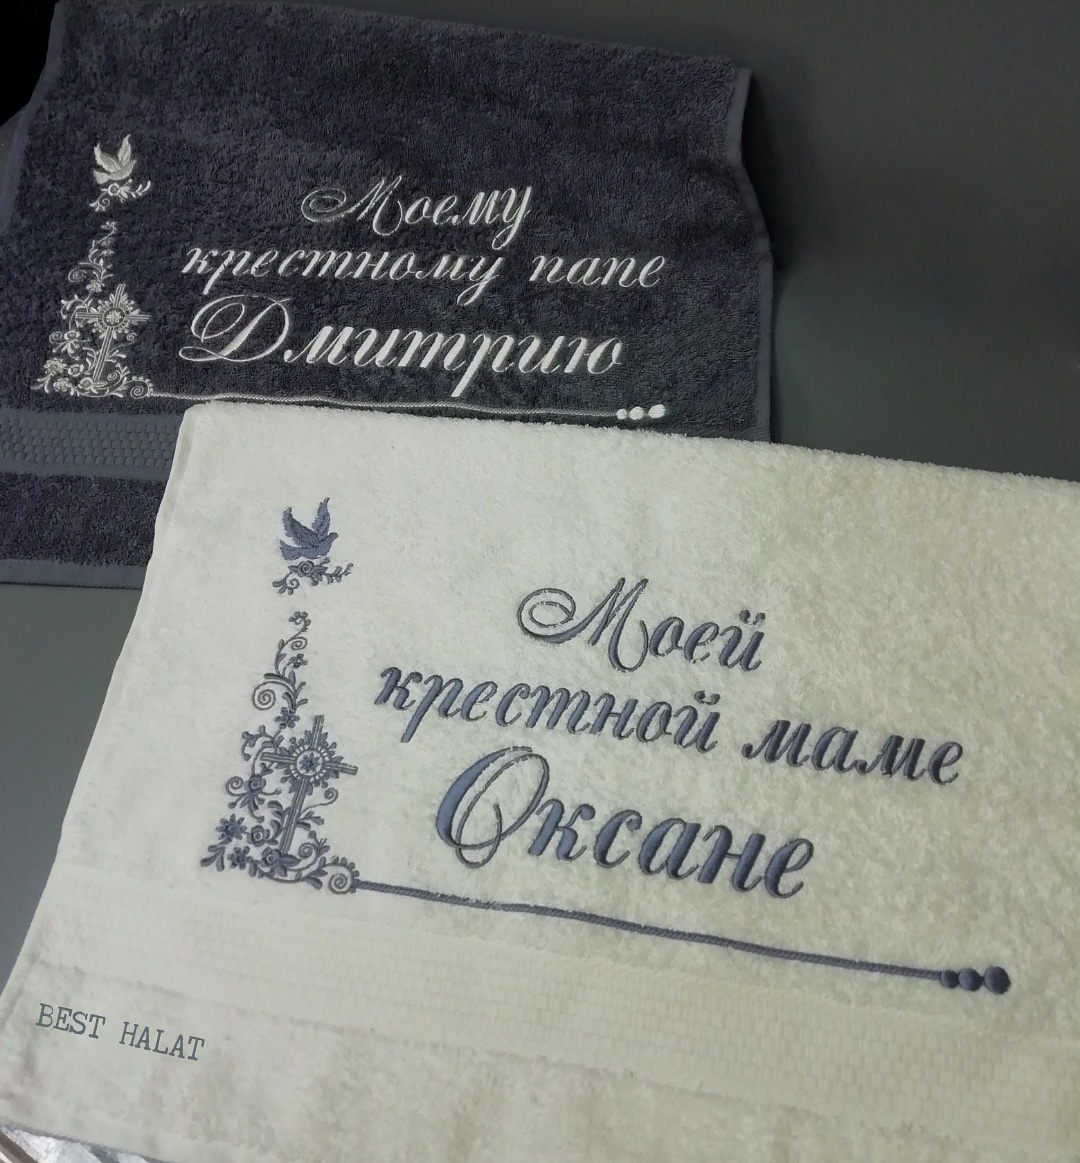 Моему
крестному папе
Дмитрию
Моей
крестной маме
Оксане
BEST HALAT